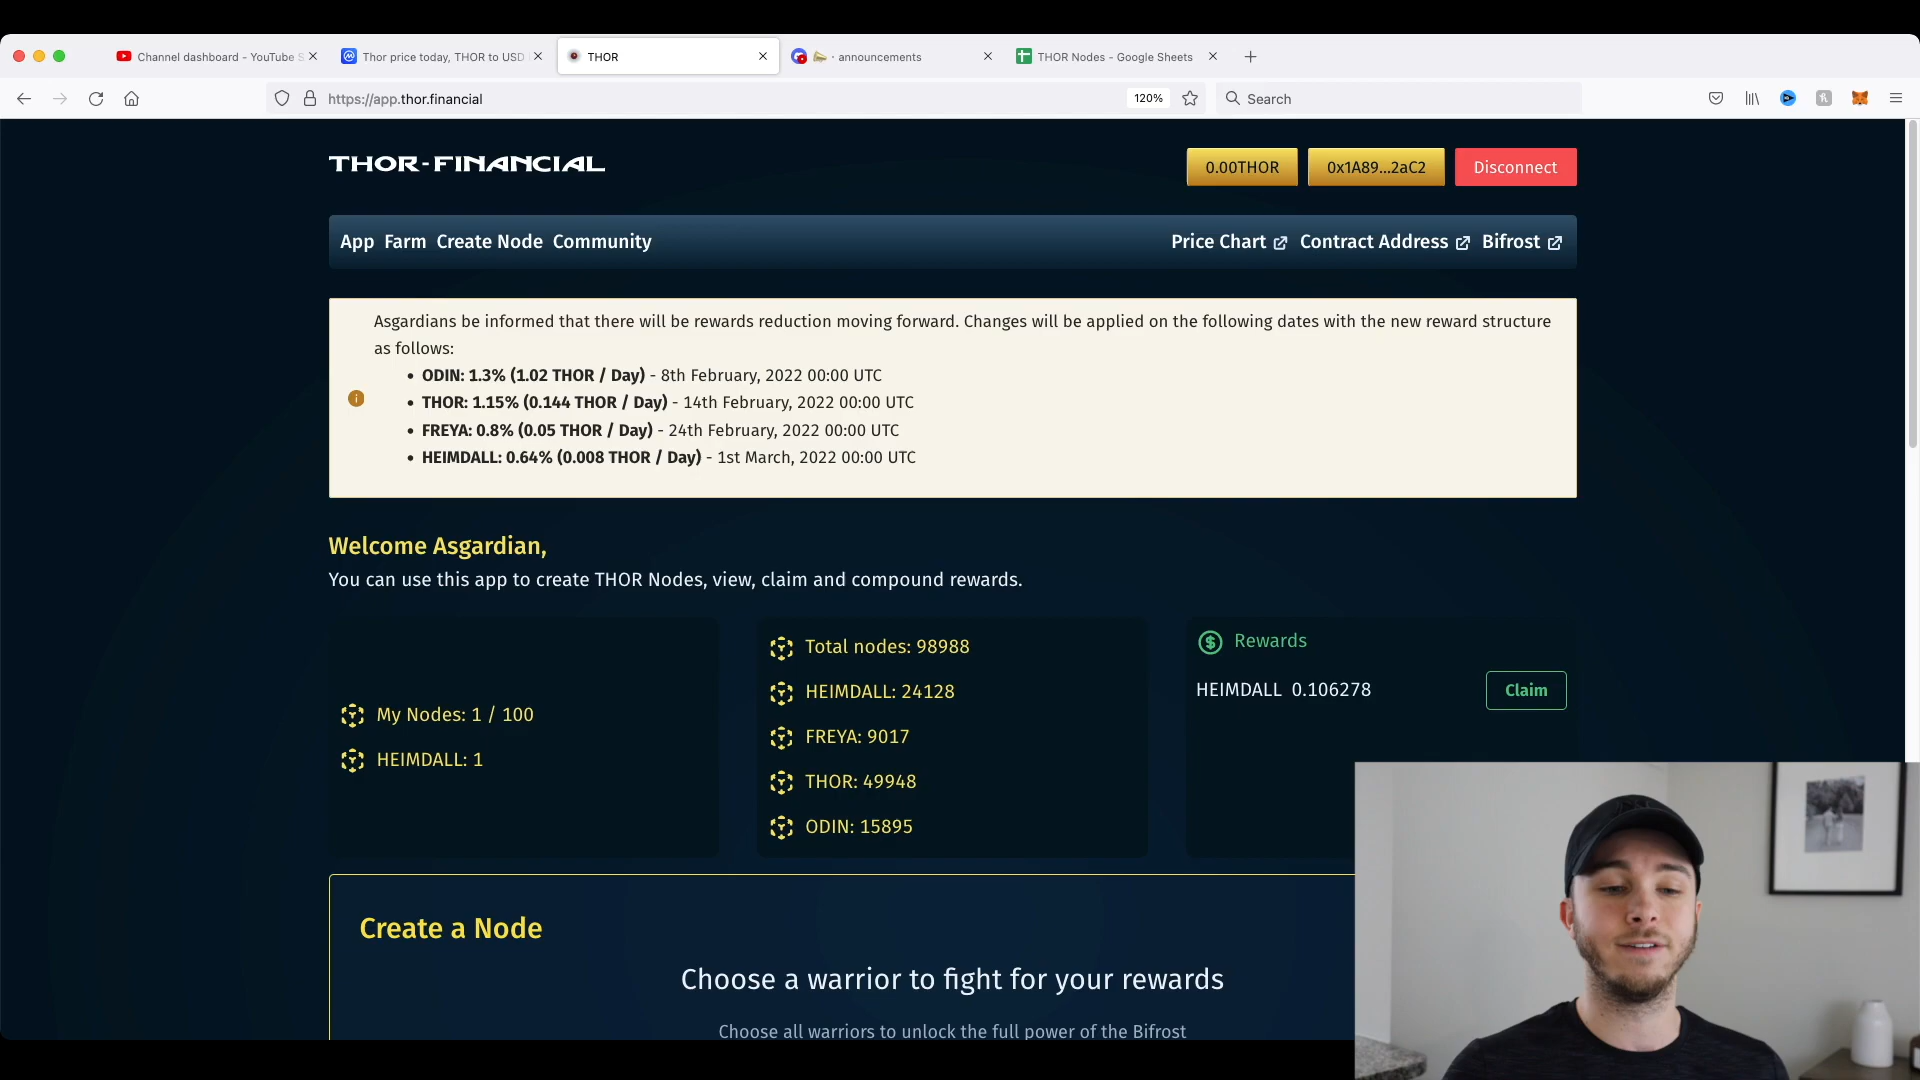 Channel dashboard - YouTube S
Thor price today, THOR to USD
THOR
· announcements
THOR Nodes - Google Sheets
https://app.thor.financial
120%
Search
THOR-FINANCIAL
0.00THOR
0x1A89...2aC2
Disconnect
App Farm Create Node Community
Price Chart Contract Address Bifrost
Asgardians be informed that there will be rewards reduction moving forward. Changes will be applied on the following dates with the new reward structure
as follows:
• ODIN: 1.3% (1.02 THOR / Day) - 8th February, 2022 00:00 UTC
• THOR: 1.15% (0.144 THOR / Day) - 14th February, 2022 00:00 UTC
• FREYA: 0.8% (0.05 THOR / Day) - 24th February, 2022 00:00 UTC
• HEIMDALL: 0.64% (0.008 THOR / Day) - 1st March, 2022 00:00 UTC
Welcome Asgardian,
You can use this app to create THOR Nodes, view, claim and compound rewards.
My Nodes: 1 / 100
HEIMDALL: 1
Total nodes: 98988
HEIMDALL: 24128
FREYA: 9017
THOR: 49948
ODIN: 15895
Rewards
HEIMDALL 0.106278
Claim
Create a Node
Choose a warrior to fight for your rewards
Choose all warriors to unlock the full power of the Bifrost